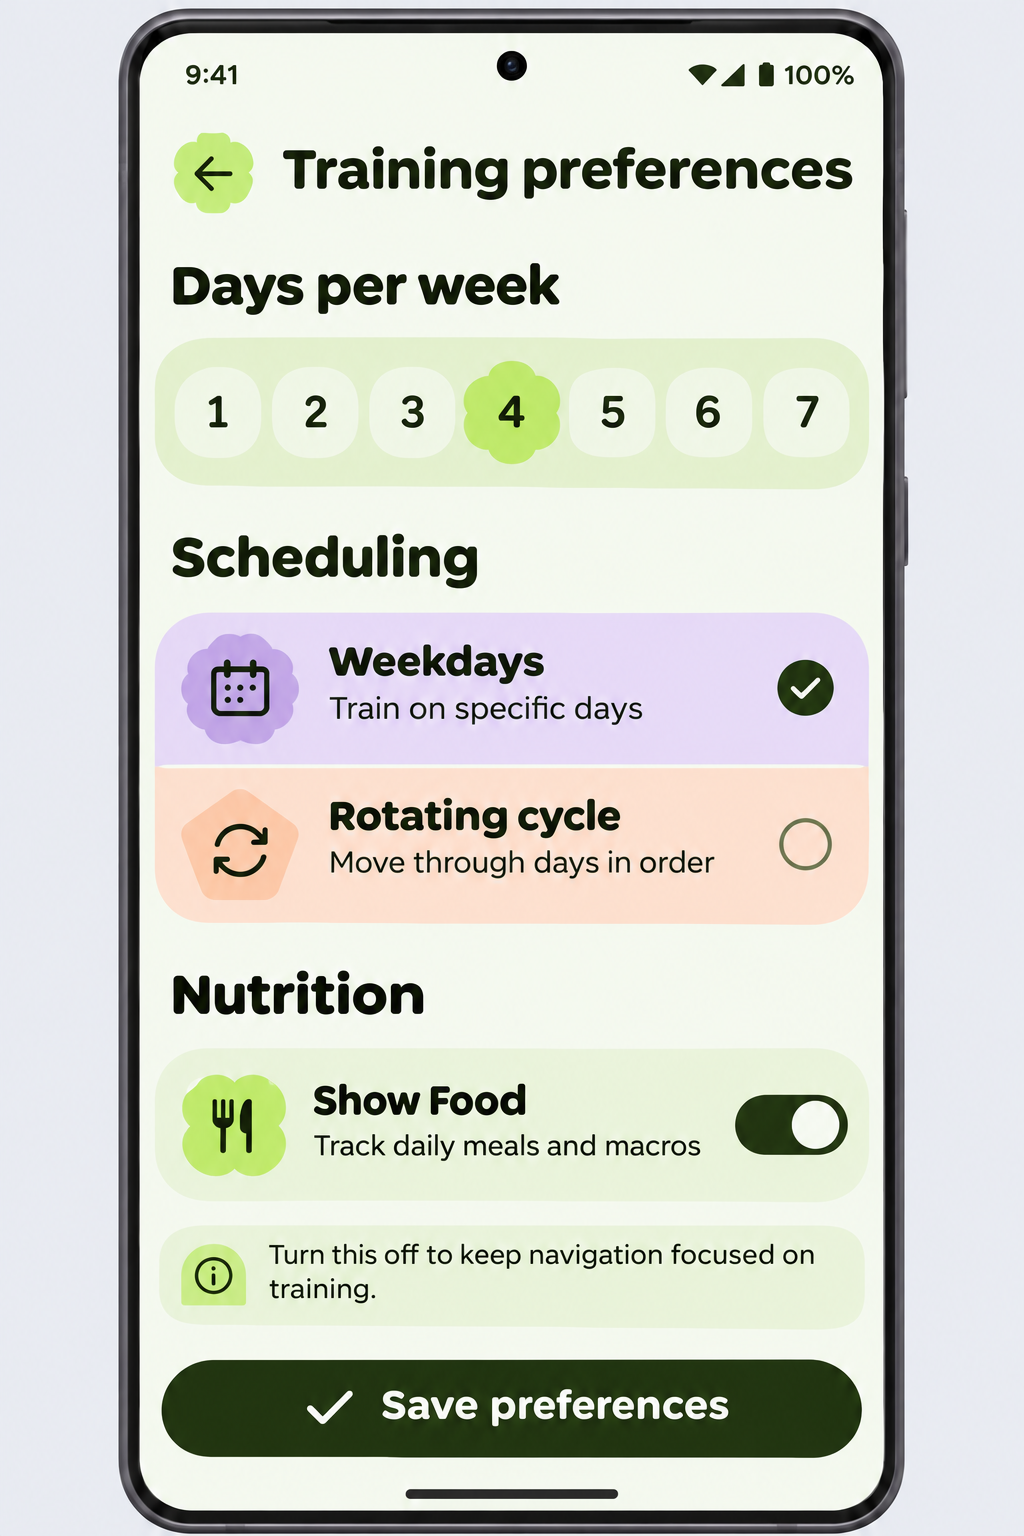 9:41
100%
Training preferences
Days per week
1 2 3 4 5 6 7
Scheduling
Weekdays
Train on specific days
Rotating cycle
Move through days in order
Nutrition
Show Food
Track daily meals and macros
Turn this off to keep navigation focused on
training.
Save preferences